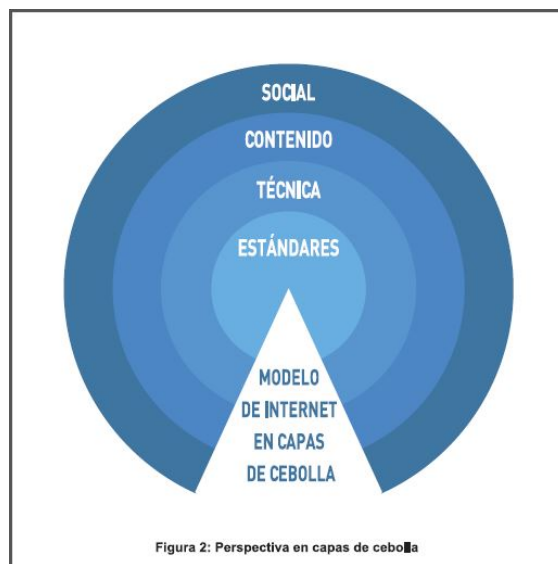 SOCIAL
CONTENIDO
TÉCNICA
ESTÁNDARES
MODELO
DE INTERNET
EN CAPAS
DE CEBOLLA
Figura 2: Perspectiva en capas de cebolla